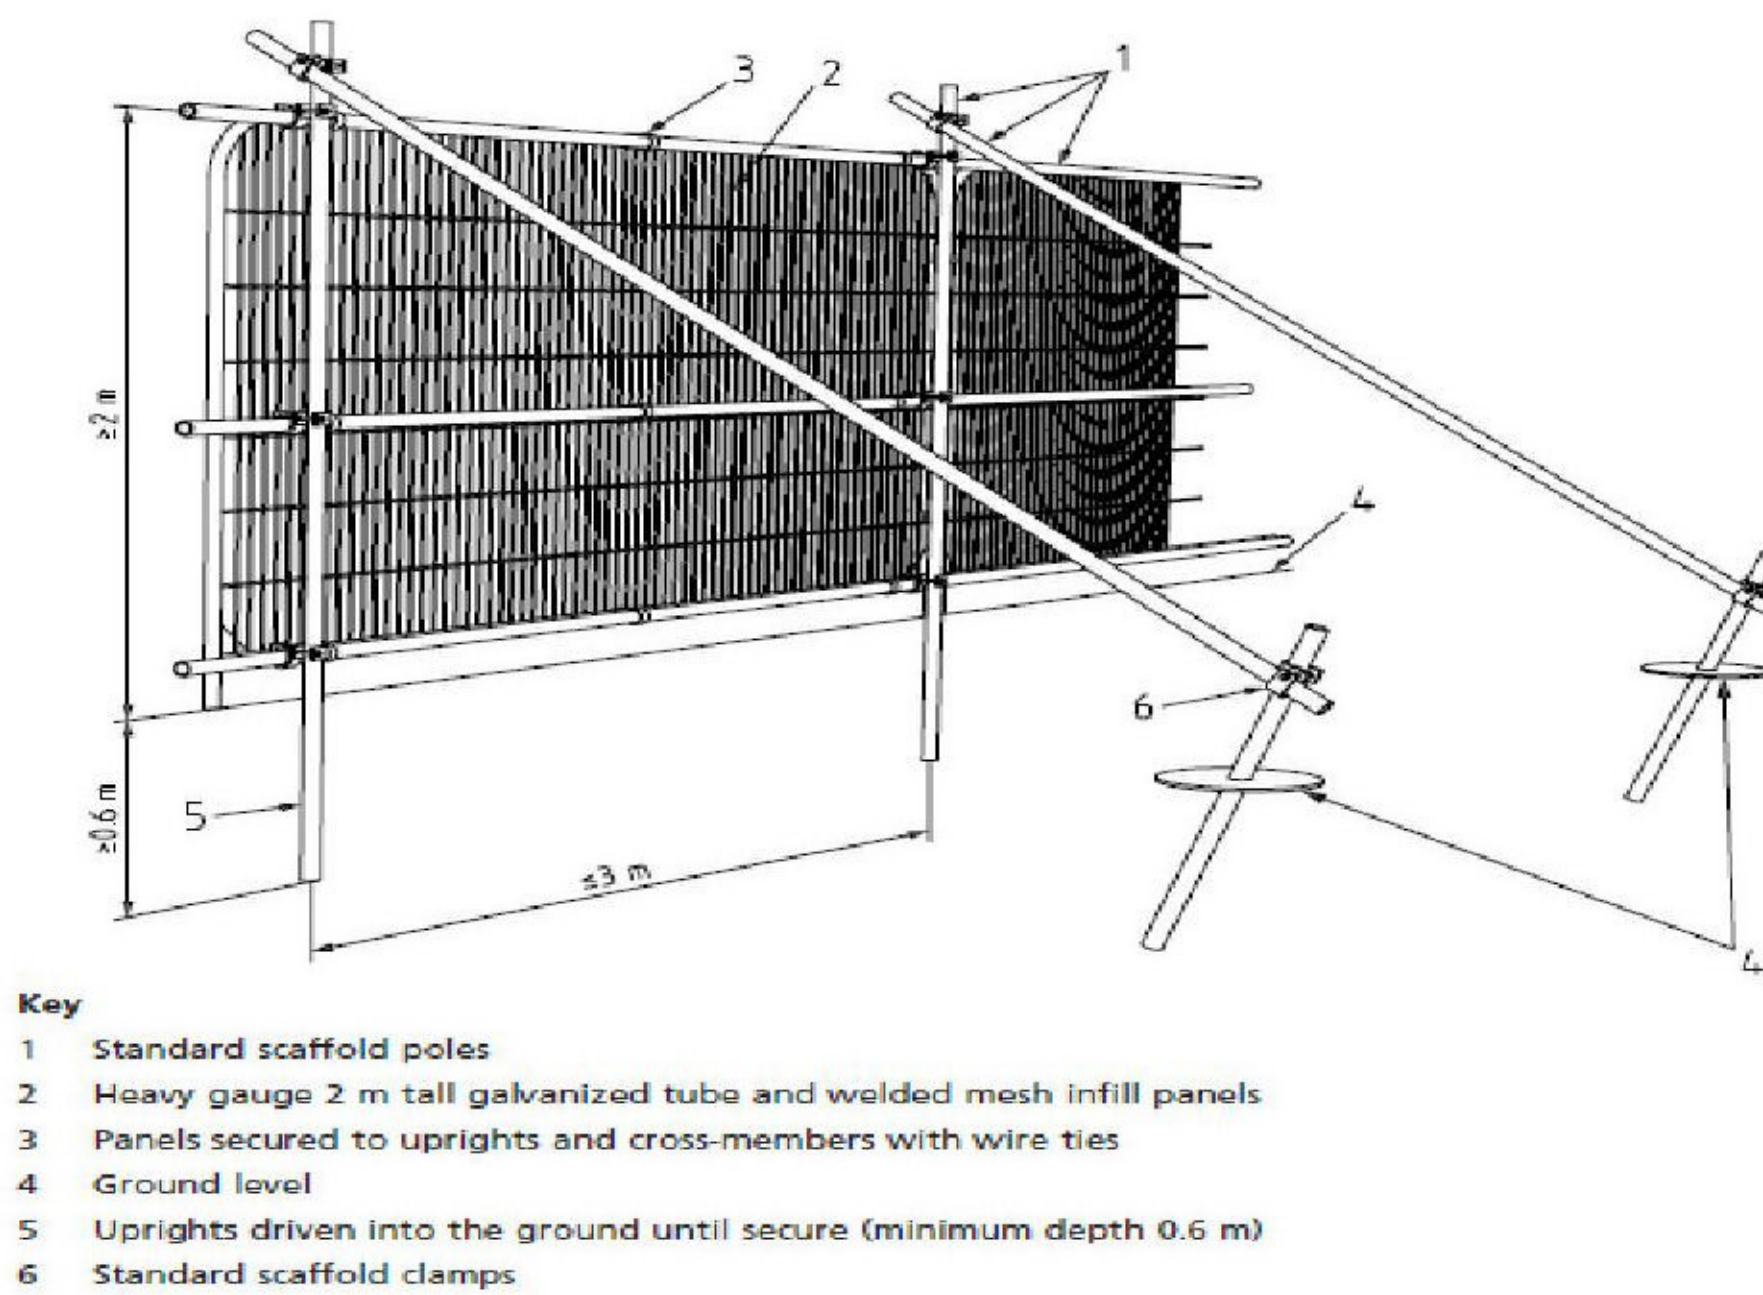 3
2
1
≥2 m
4
6
≥0.6 m
5
≤3 m
4
Key
1 Standard scaffold poles
2 Heavy gauge 2 m tall galvanized tube and welded mesh infill panels
3 Panels secured to uprights and cross-members with wire ties
4 Ground level
5 Uprights driven into the ground until secure (minimum depth 0.6 m)
6 Standard scaffold clamps